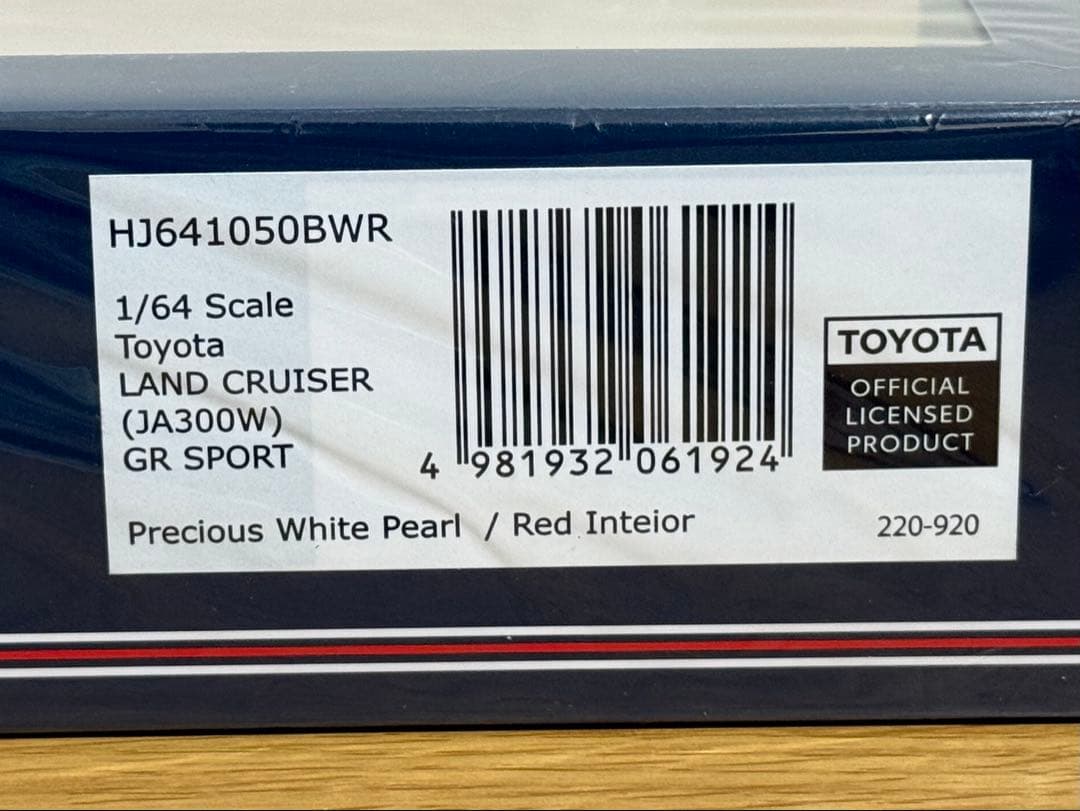 HJ641050BWR
1/64 Scale
Toyota
LAND CRUISER
(JA300W)
GR SPORT
4 981932 061924
TOYOTA
OFFICIAL
LICENSED
PRODUCT
Precious White Pearl / Red Inteior
220-920